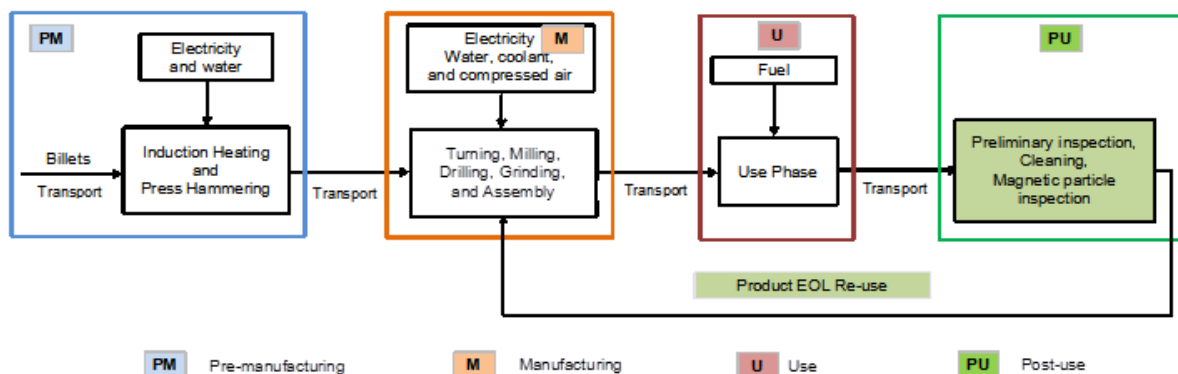 PM
Electricity
and water
Billets
Transport
Induction Heating
and
Press Hammering
Transport
M
Electricity
Water, coolant,
and compressed air
Turning, Milling,
Drilling, Grinding,
and Assembly
Transport
U
Fuel
Use Phase
Transport
PU
Preliminary inspection,
Cleaning,
Magnetic particle
inspection
Product EOL Re-use
PM Pre-manufacturing
M Manufacturing
U Use
PU Post-use